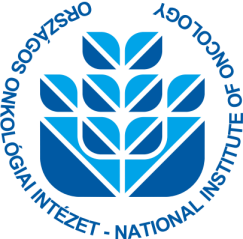 ORSZÁGOS ONKOLÓGIAI INTÉZET - NATIONAL INSTITUTE OF ONCOLOGY